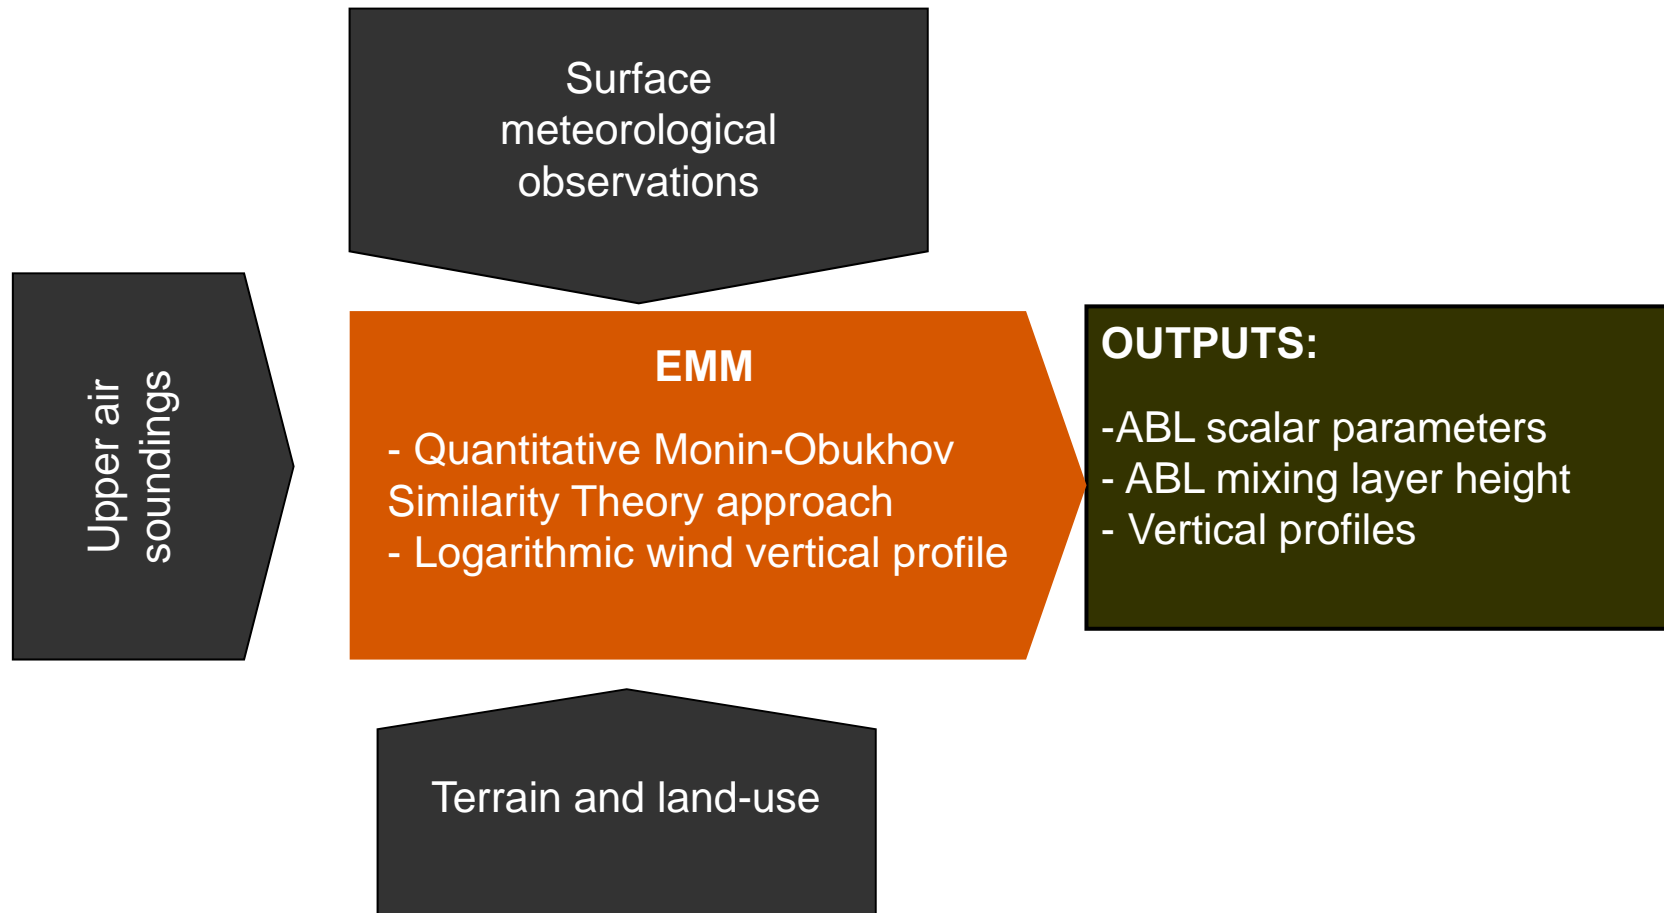 Surface
meteorological
observations
Upper air
soundings
EMM
- Quantitative Monin-Obukhov
Similarity Theory approach
- Logarithmic wind vertical profile
OUTPUTS:
-ABL scalar parameters
- ABL mixing layer height
- Vertical profiles
Terrain and land-use